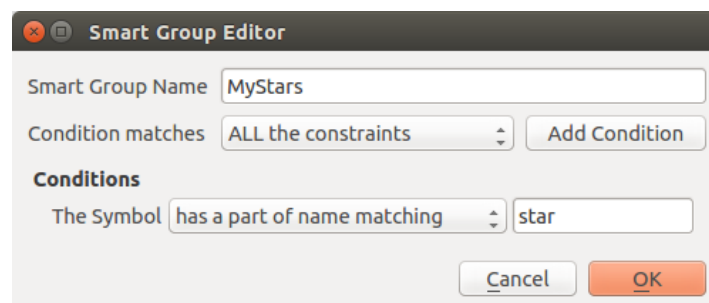 Smart Group Editor
Smart Group Name MyStars
Condition matches ALL the constraints Add Condition
Conditions
The Symbol has a part of name matching star
Cancel OK